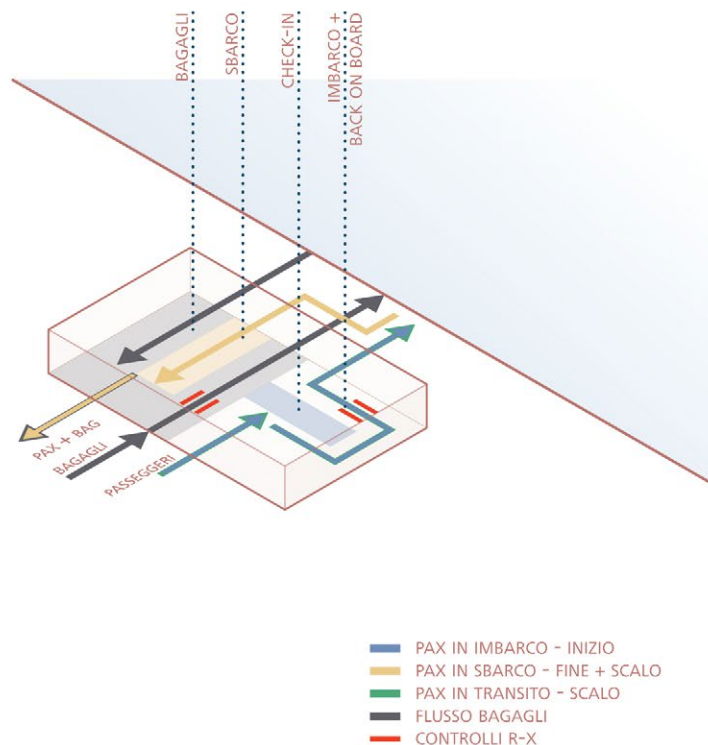 BAGAGLI
SBARCO
CHECK-IN
IMBARCO +
BACK ON BOARD
PAX + BAG
BAGAGLI
PASSEGGERI
PAX IN IMBARCO - INIZIO
PAX IN SBARCO - FINE + SCALO
PAX IN TRANSITO - SCALO
FLUSSO BAGAGLI
CONTROLLI R-X